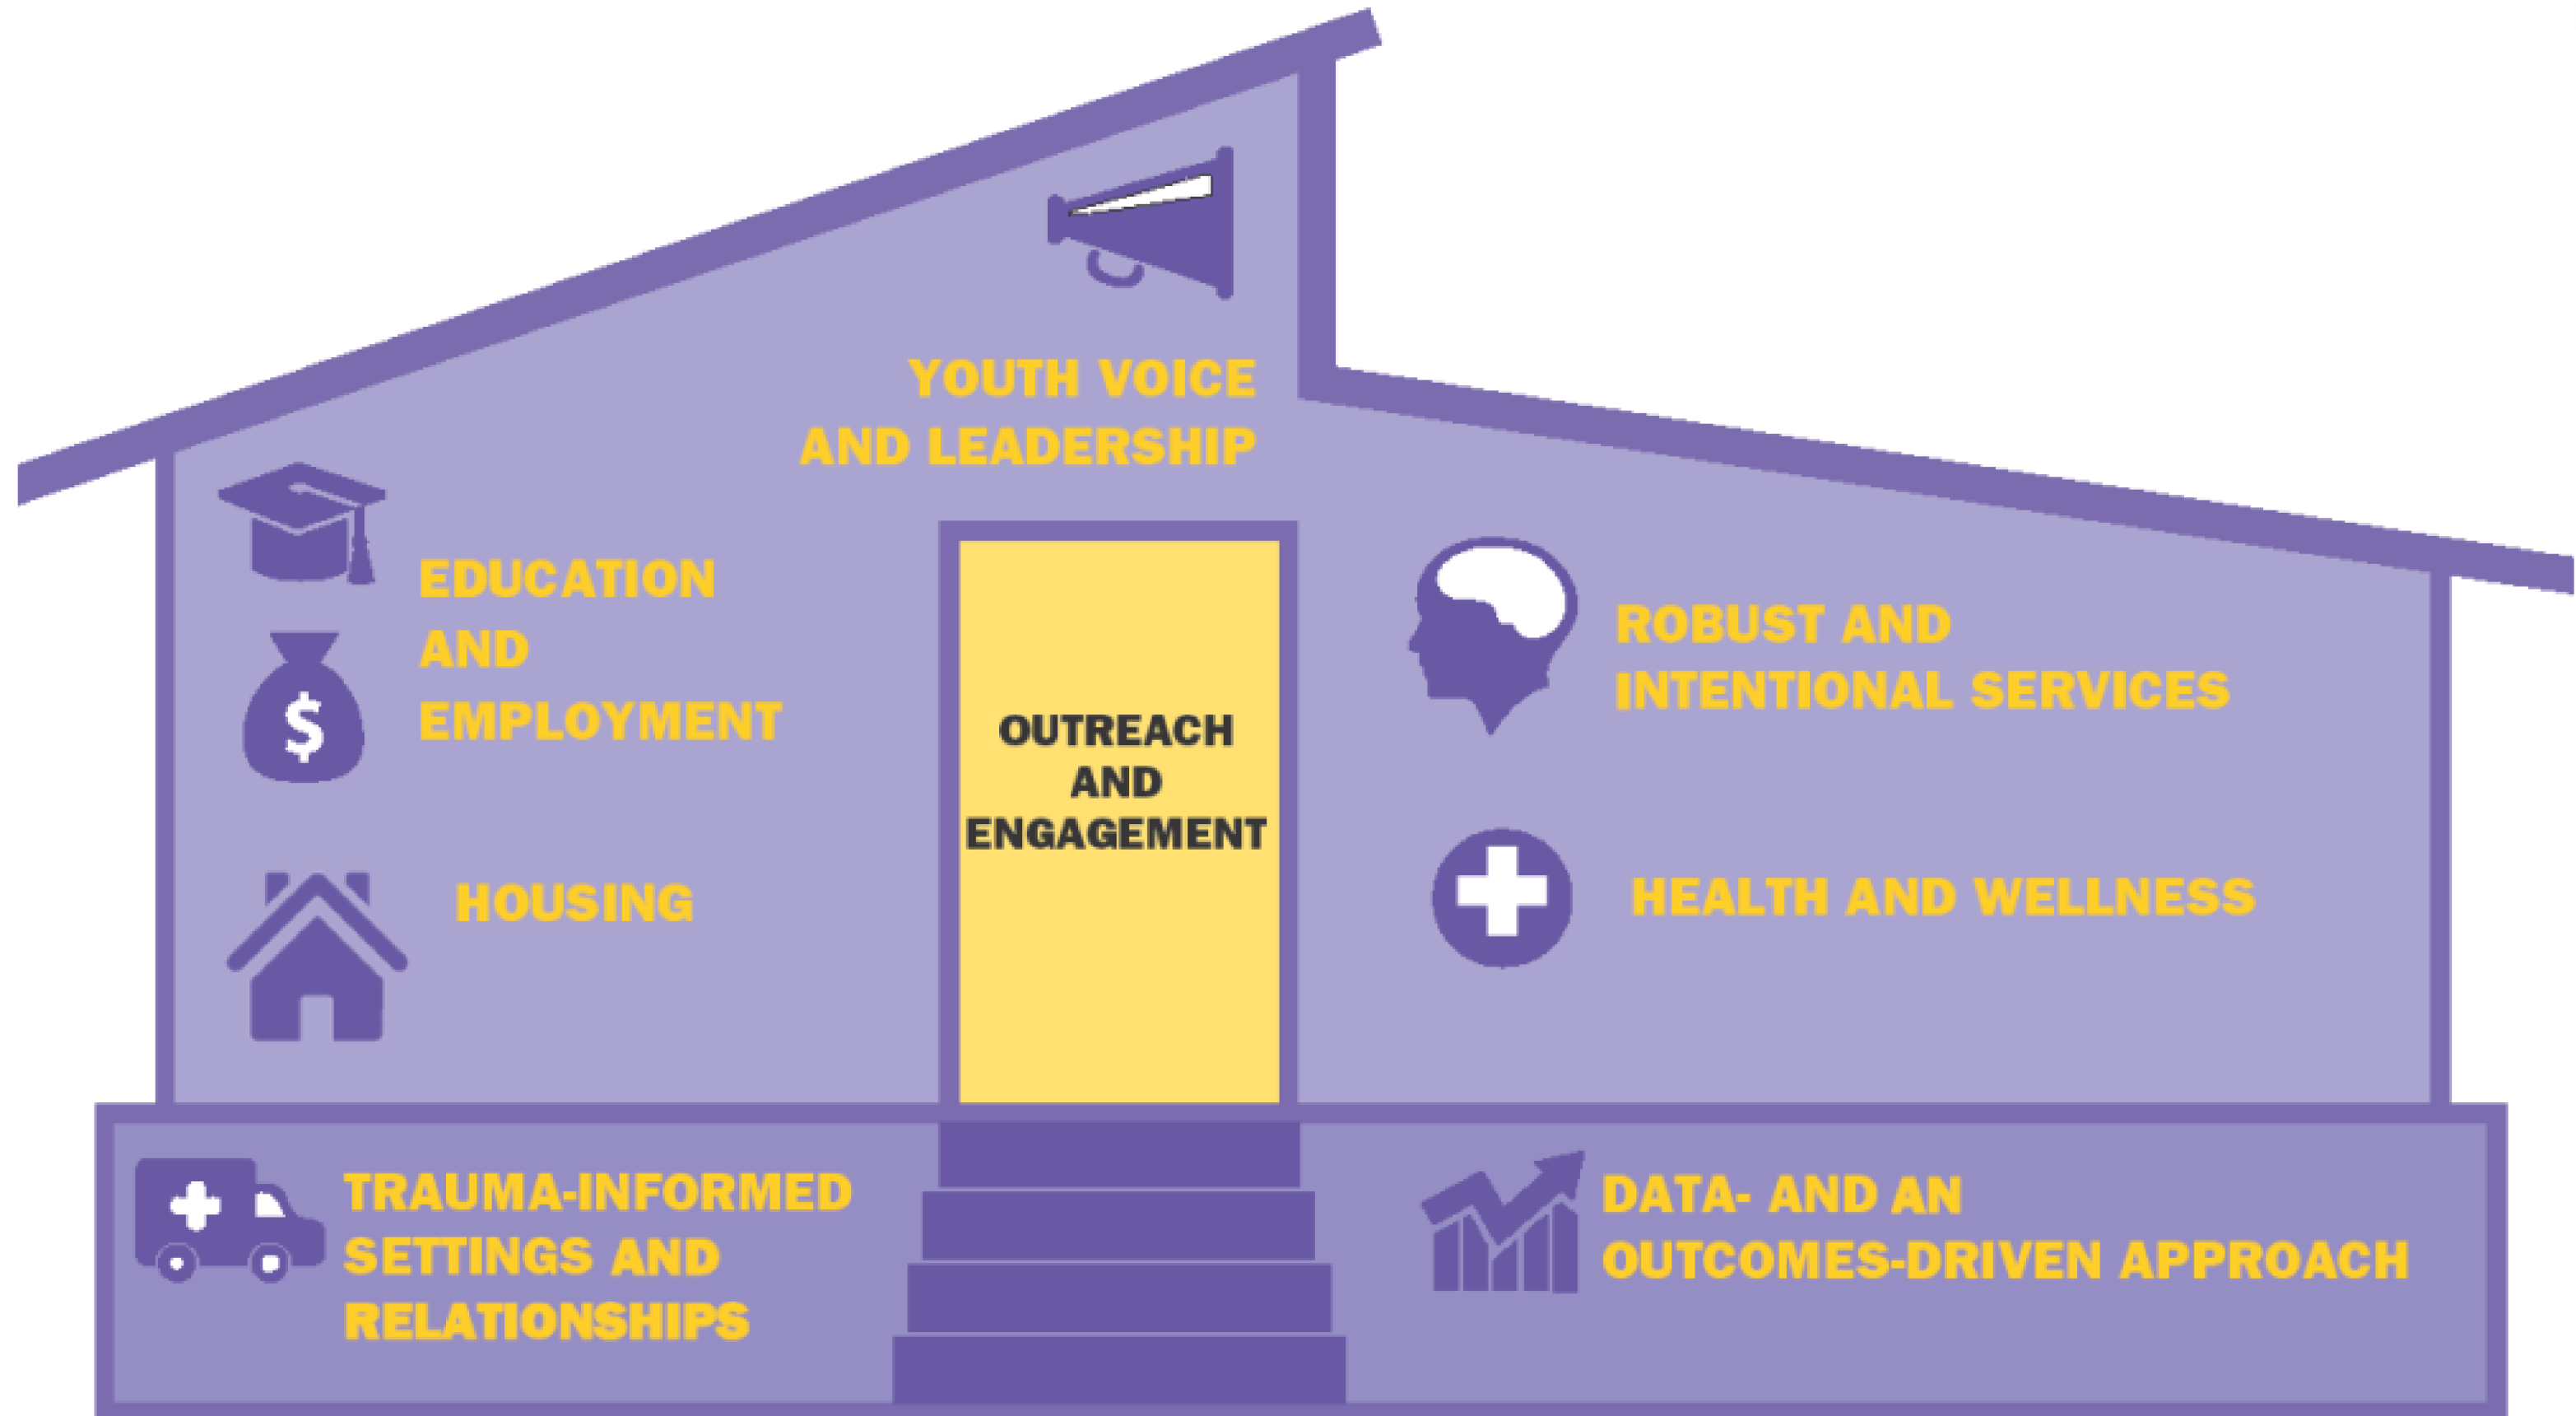 YOUTH VOICE
AND LEADERSHIP
EDUCATION
AND
EMPLOYMENT
$
HOUSING
OUTREACH
AND
ENGAGEMENT
ROBUST AND
INTENTIONAL SERVICES
HEALTH AND WELLNESS
TRAUMA-INFORMED
SETTINGS AND
RELATIONSHIPS
DATA- AND AN
OUTCOMES-DRIVEN APPROACH